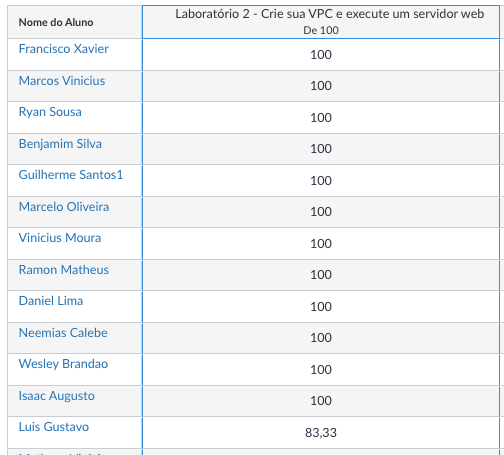 Nome do Aluno
Laboratório 2 - Crie sua VPC e execute um servidor web
De 100
Francisco Xavier 100
Marcos Vinicius 100
Ryan Sousa 100
Benjamim Silva 100
Guilherme Santos1 100
Marcelo Oliveira 100
Vinicius Moura 100
Ramon Matheus 100
Daniel Lima 100
Neemias Calebe 100
Wesley Brandao 100
Isaac Augusto 100
Luis Gustavo 83,33